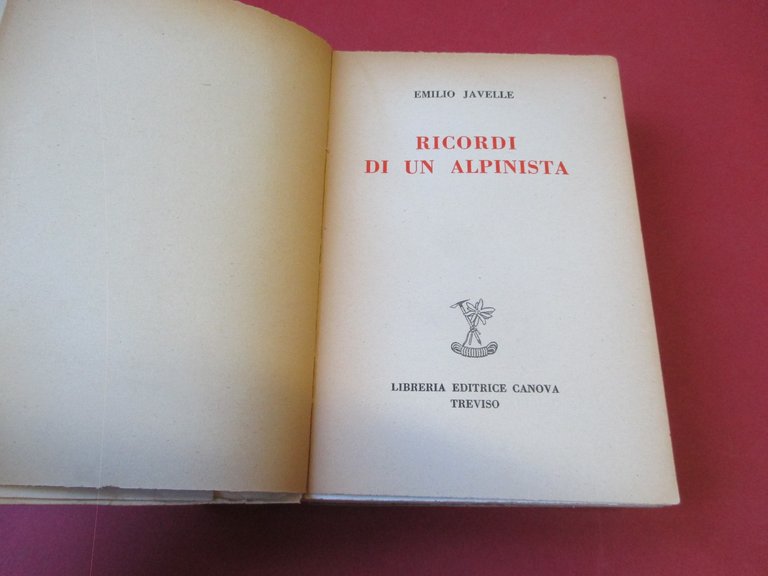 EMILIO JAVELLE
RICORDI
DI UN ALPINISTA
LIBRERIA EDITRICE CANOVA
TREVISO